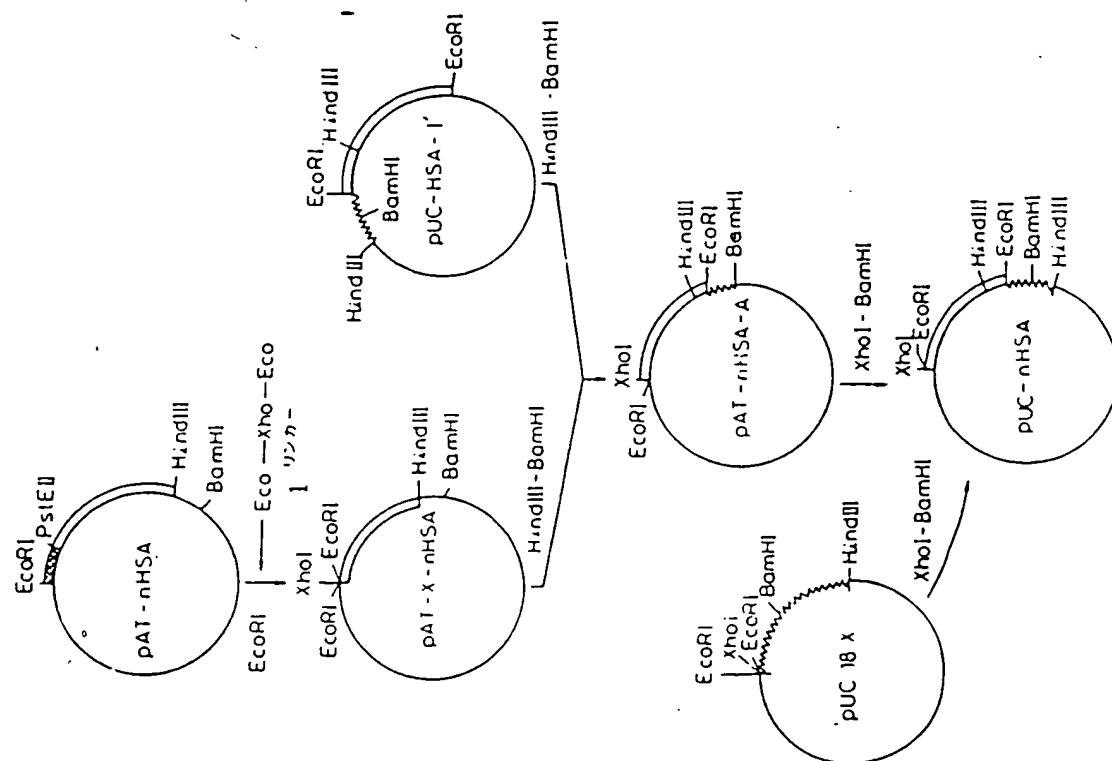 EcoRI
PstEII
HindIII
BamHI
pAT-nHSA
EcoRI
Eco—Xho—Eco
リンカー
1
XhoI
EcoRI
EcoRI
HindIII
BamHI
pAT-X-nHSA
HindIII-BamHI
EcoRI
HindIII
EcoRI
BamHI
HindIII
pUC-HSA-I'
HindIII-BamHI
XhoI
EcoRI
HindIII
EcoRI
BamHI
pAT-nHSA-A
XhoI-BamHI
EcoRI
XhoI
EcoRI
BamHI
HindIII
pUC 18 X
XhoI-BamHI
XhoI
EcoRI
HindIII
EcoRI
BamHI
HindIII
pUC-nHSA